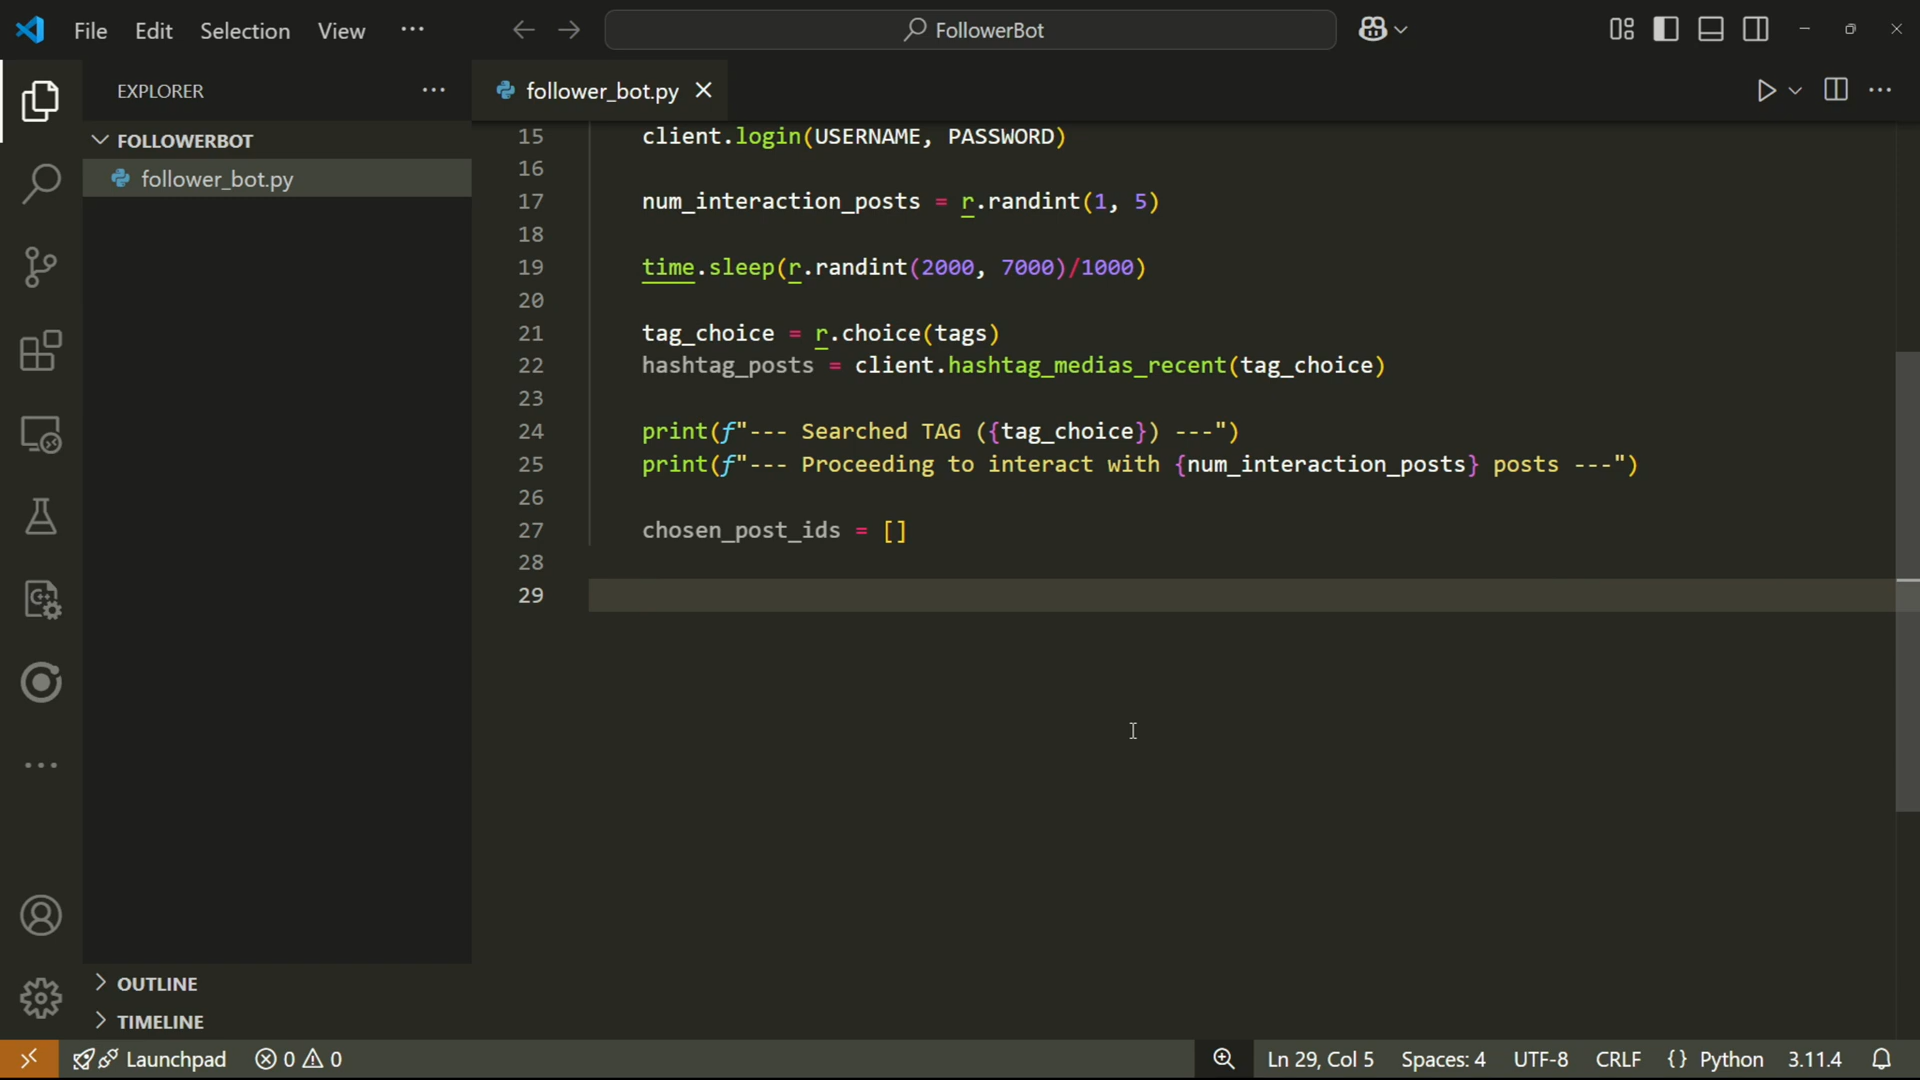 File Edit Selection View ··· FollowerBot
EXPLORER ···
follower_bot.py
FOLLOWERBOT
follower_bot.py
15 client.login(USERNAME, PASSWORD)
16
17 num_interaction_posts = r.randint(1, 5)
18
19 time.sleep(r.randint(2000, 7000)/1000)
20
21 tag_choice = r.choice(tags)
22 hashtag_posts = client.hashtag_medias_recent(tag_choice)
23
24 print(f"--- Searched TAG ({tag_choice}) ---")
25 print(f"--- Proceeding to interact with {num_interaction_posts} posts ---")
26
27 chosen_post_ids = []
28
29
OUTLINE
TIMELINE
Launchpad 0 0 Ln 29, Col 5 Spaces: 4 UTF-8 CRLF {} Python 3.11.4